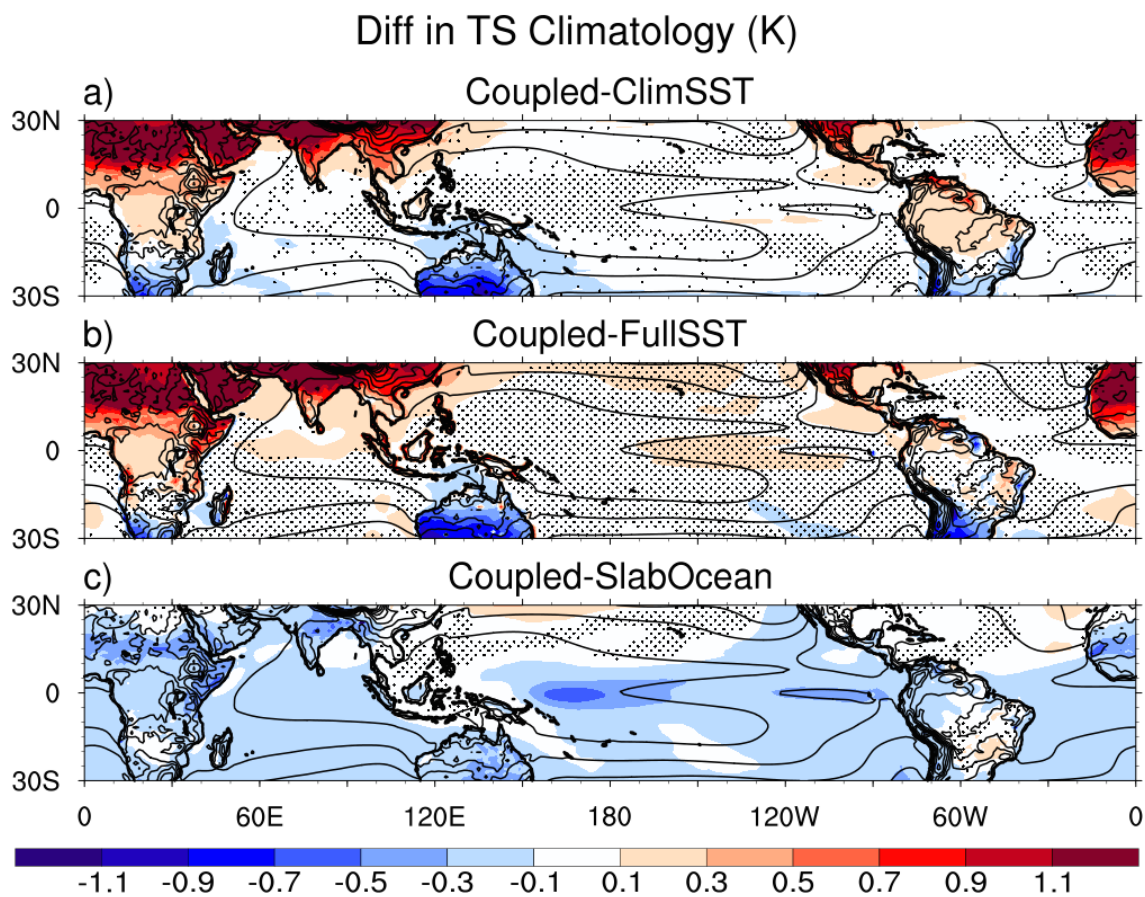 Diff in TS Climatology (K)
a)
Coupled-ClimSST
30N
0
30S
b)
Coupled-FullSST
30N
0
30S
c)
Coupled-SlabOcean
30N
0
30S
0 60E 120E 180 120W 60W 0
-1.1 -0.9 -0.7 -0.5 -0.3 -0.1 0.1 0.3 0.5 0.7 0.9 1.1